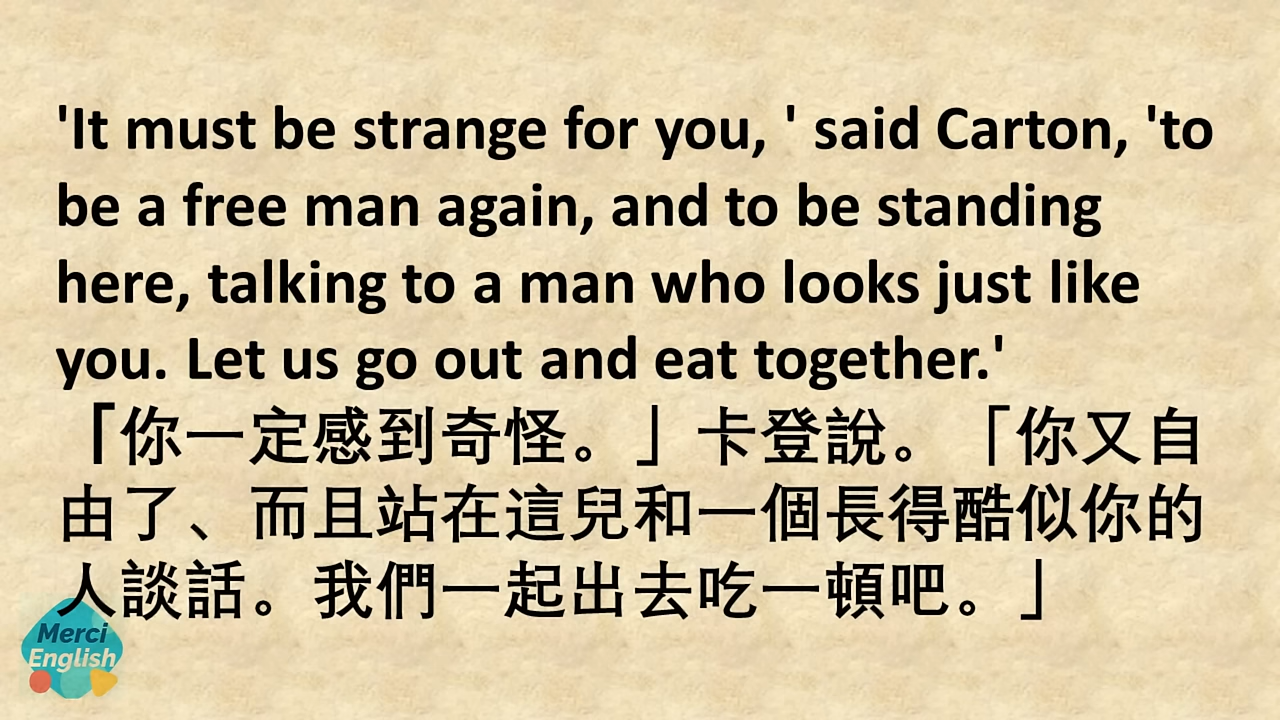 'It must be strange for you, ' said Carton, 'to
be a free man again, and to be standing
here, talking to a man who looks just like
you. Let us go out and eat together.'
「你一定感到奇怪。」卡登說。「你又自
由了、而且站在這兒和一個長得酷似你的
人談話。我們一起出去吃一頓吧。」
Merci
English